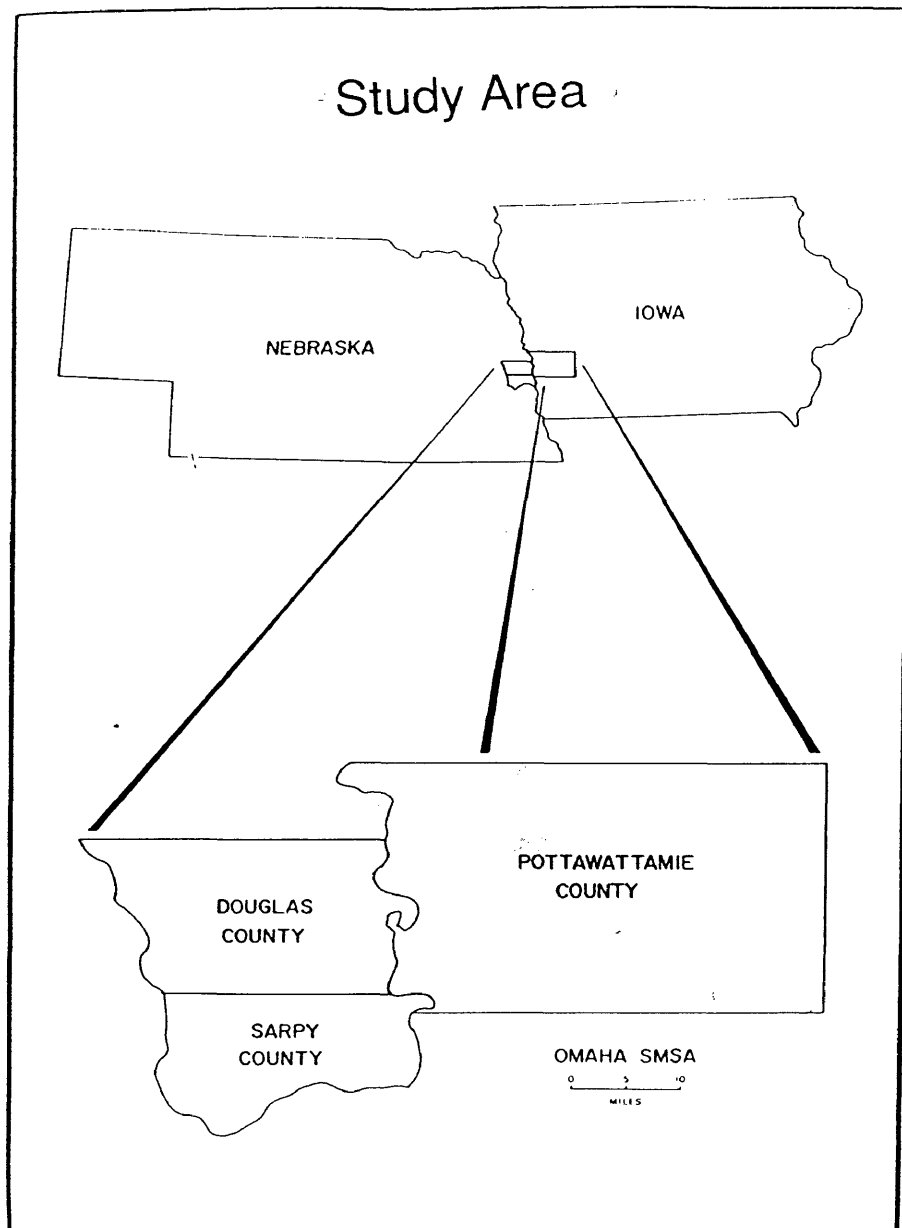 Study Area
NEBRASKA
IOWA
POTTAWATTAMIE
COUNTY
DOUGLAS
COUNTY
SARPY
COUNTY
OMAHA SMSA
0 5 10
MILES